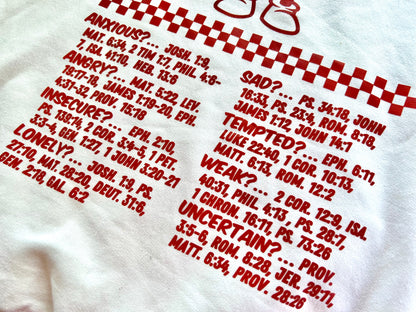 ANXIOUS?... JOSH. 1:9,
MAT. 6:34, 2 TIM 1:7, PHIL. 4:6-
7, ISA. 41:10, HEB. 13:6
ANGRY?... MAT. 5:22, LEV.
19:17-18, JAMES 1:19-20, EPH.
4:31-32, PROV. 15:18
INSECURE?... EPH. 2:10,
PS. 139:14, 2 COR. 3:4-5, 1 PET.
3:3-4, GEN. 1:27, 1 JOHN 3:20-21
LONELY?... JOSH. 1:9, PS.
27:10, MAT. 28:20, DEUT. 31:6,
GEN. 2:18, GAL. 6:2
SAD?... PS. 34:18, JOHN
16:33, PS. 23:4, ROM. 8:18,
JAMES 1:12, JOHN 14:1
TEMPTED?... EPH. 6:11,
LUKE 22:40, 1 COR. 10:13,
MATT. 6:13, ROM. 12:2
WEAK?... 2 COR. 12:9, ISA.
40:31, PHIL. 4:13, PS. 28:7,
1 CHRON. 16:11, PS. 73:26
UNCERTAIN?... PROV.
3:5-6, ROM. 8:28, JER. 29:11,
MATT. 6:34, PROV. 28:26